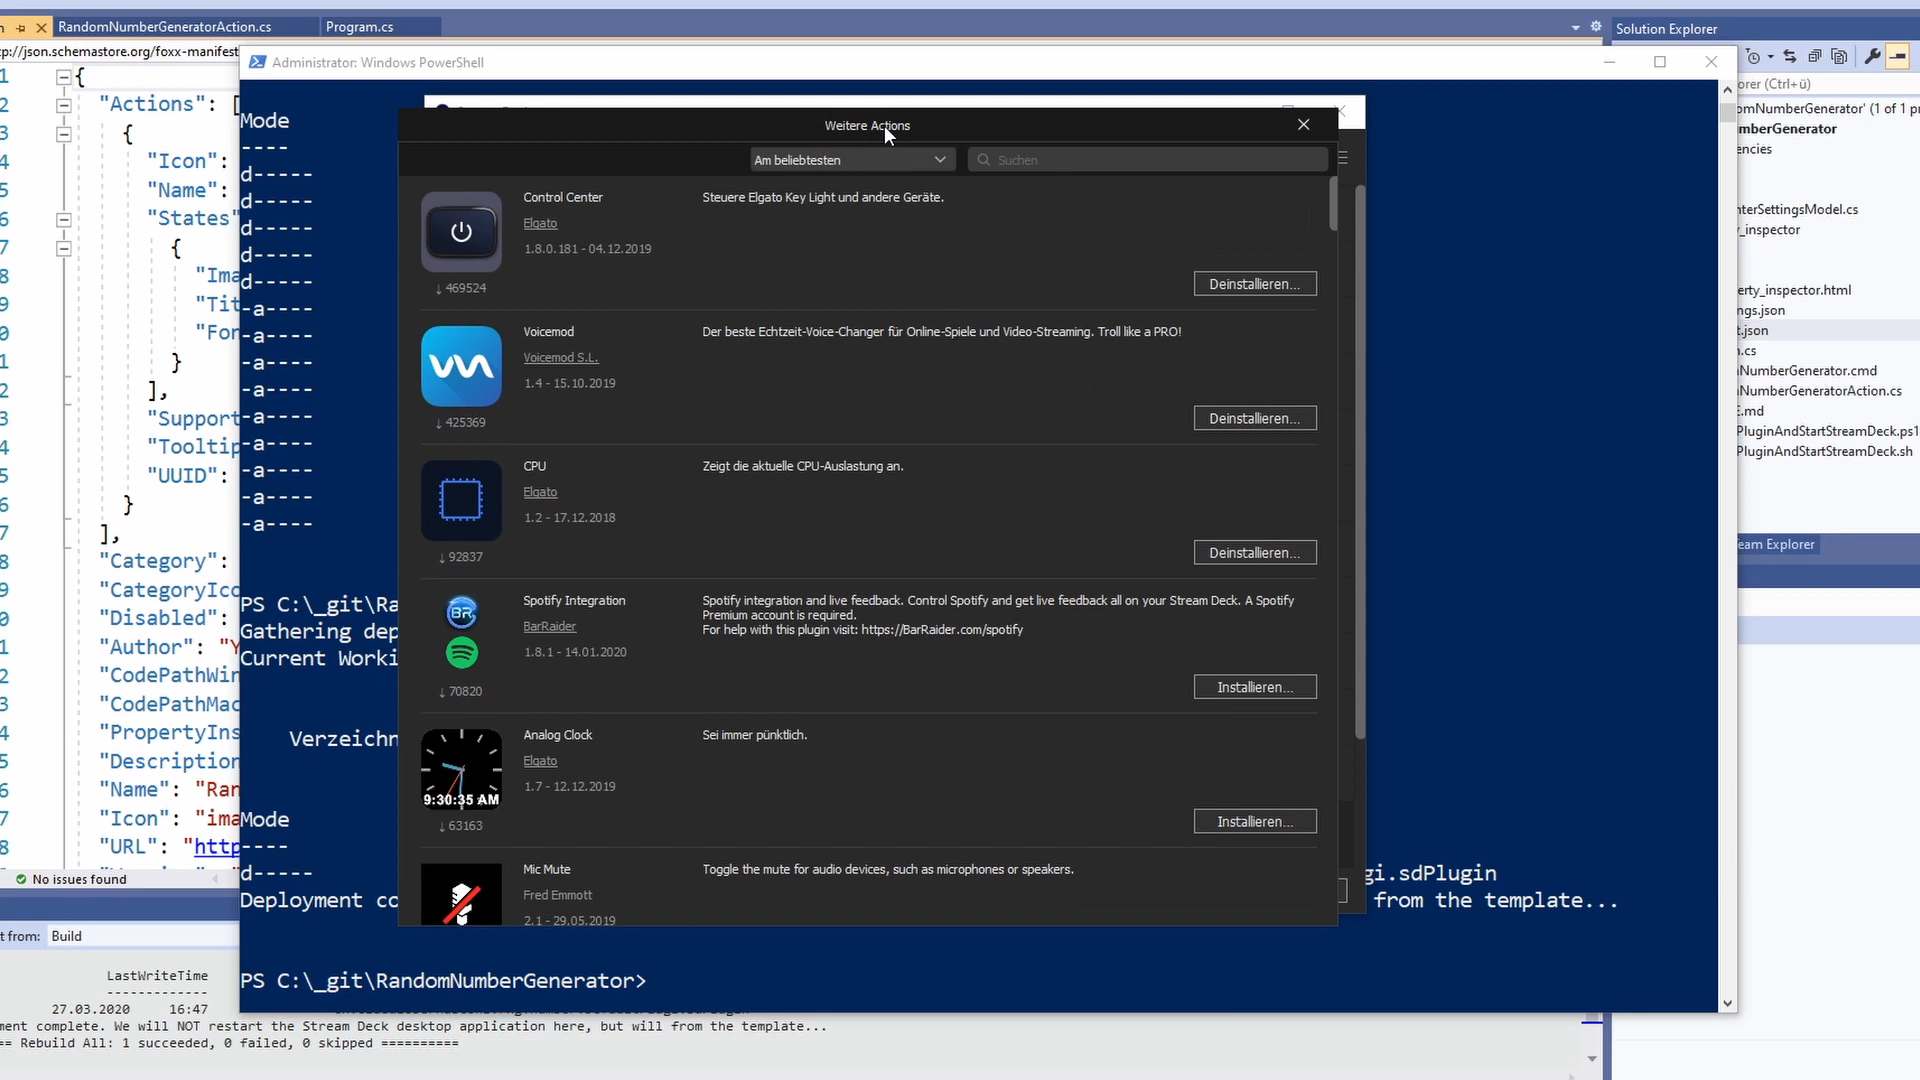 RandomNumberGeneratorAction.cs
Program.cs
Solution Explorer
tp://json.schemastore.org/foxx-manifest
Administrator: Windows PowerShell
orer (Ctrl+ü)
{
"Actions": [
{
"Icon":
"Name":
"States"
{
"Ima
"Tit
"For
}
],
"Support
"Tooltip
"UUID":
}
],
"Category":
"CategoryIco
"Disabled":
"Author": "Y
"CodePathWin
"CodePathMac
"PropertyIns
"Description
"Name": "Ran
"Icon": "ima
"URL": "http
No issues found
Mode
----
d-----
d-----
d-----
d-----
d-----
-a----
-a----
-a----
-a----
-a----
-a----
-a----
-a----
-a----
PS C:\_git\Ra
Gathering dep
Current Worki
Verzeichn
Mode
----
d-----
gi.sdPlugin
Deployment co
from the template...
PS C:\_git\RandomNumberGenerator>
Weitere Actions
Am beliebtesten
Suchen
Control Center
Steuere Elgato Key Light und andere Geräte.
Elgato
1.8.0.181 - 04.12.2019
↓ 469524
Deinstallieren...
Voicemod
Der beste Echtzeit-Voice-Changer für Online-Spiele und Video-Streaming. Troll like a PRO!
Voicemod S.L.
1.4 - 15.10.2019
↓ 425369
Deinstallieren...
CPU
Zeigt die aktuelle CPU-Auslastung an.
Elgato
1.2 - 17.12.2018
↓ 92837
Deinstallieren...
BR
Spotify Integration
Spotify integration and live feedback. Control Spotify and get live feedback all on your Stream Deck. A Spotify
Premium account is required.
For help with this plugin visit: https://BarRaider.com/spotify
BarRaider
1.8.1 - 14.01.2020
↓ 70820
Installieren...
Analog Clock
Sei immer pünktlich.
Elgato
1.7 - 12.12.2019
9:30:35 AM
↓ 63163
Installieren...
Mic Mute
Toggle the mute for audio devices, such as microphones or speakers.
Fred Emmott
2.1 - 29.05.2019
omNumberGenerator' (1 of 1 pr
mberGenerator
encies
nterSettingsModel.cs
y_inspector
erty_inspector.html
ngs.json
t.json
n.cs
nNumberGenerator.cmd
nNumberGeneratorAction.cs
E.md
PluginAndStartStreamDeck.ps1
PluginAndStartStreamDeck.sh
eam Explorer
t from: Build
LastWriteTime
-------------
27.03.2020 16:47
ment complete. We will NOT restart the Stream Deck desktop application here, but will from the template...
== Rebuild All: 1 succeeded, 0 failed, 0 skipped ==========